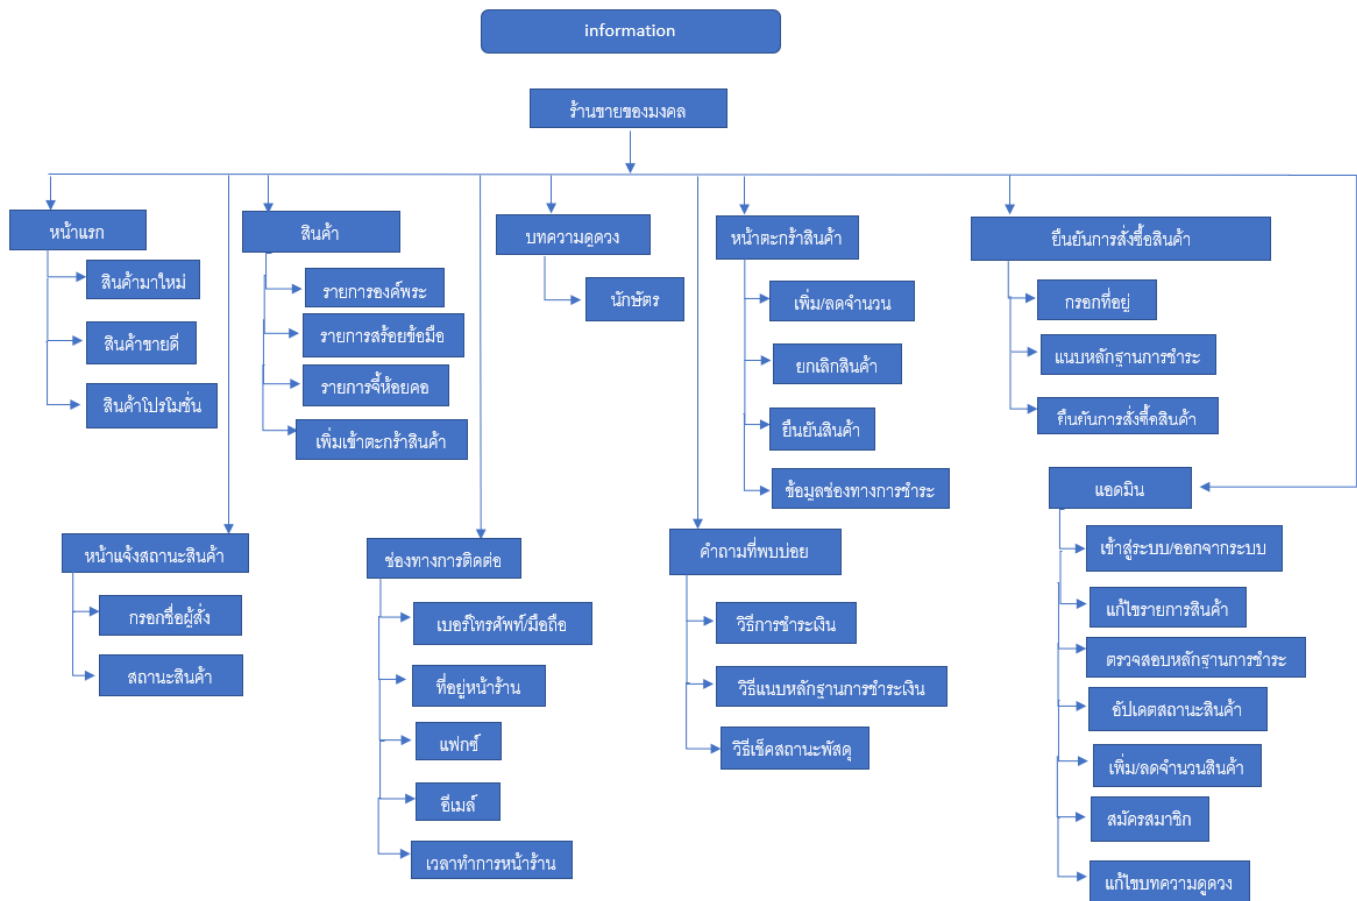 information
ร้านขายของมงคล
หน้าแรก
สินค้ามาใหม่
สินค้าขายดี
สินค้าโปรโมชั่น
สินค้า
รายการองค์พระ
รายการสร้อยข้อมือ
รายการจี้ห้อยคอ
เพิ่มเข้าตะกร้าสินค้า
บทความดูดวง
นักษัตร
หน้าตะกร้าสินค้า
เพิ่ม/ลดจำนวน
ยกเลิกสินค้า
ยืนยันสินค้า
ข้อมูลช่องทางการชำระ
ยืนยันการสั่งซื้อสินค้า
กรอกที่อยู่
แนบหลักฐานการชำระ
ยืนยันการสั่งซื้อสินค้า
หน้าแจ้งสถานะสินค้า
กรอกชื่อผู้สั่ง
สถานะสินค้า
ช่องทางการติดต่อ
เบอร์โทรศัพท์/มือถือ
ที่อยู่หน้าร้าน
แฟกซ์
อีเมล์
เวลาทำการหน้าร้าน
คำถามที่พบบ่อย
วิธีการชำระเงิน
วิธีแนบหลักฐานการชำระเงิน
วิธีเช็คสถานะพัสดุ
แอดมิน
เข้าสู่ระบบ/ออกจากระบบ
แก้ไขรายการสินค้า
ตรวจสอบหลักฐานการชำระ
อัปเดตสถานะสินค้า
เพิ่ม/ลดจำนวนสินค้า
สมัครสมาชิก
แก้ไขบทความดูดวง